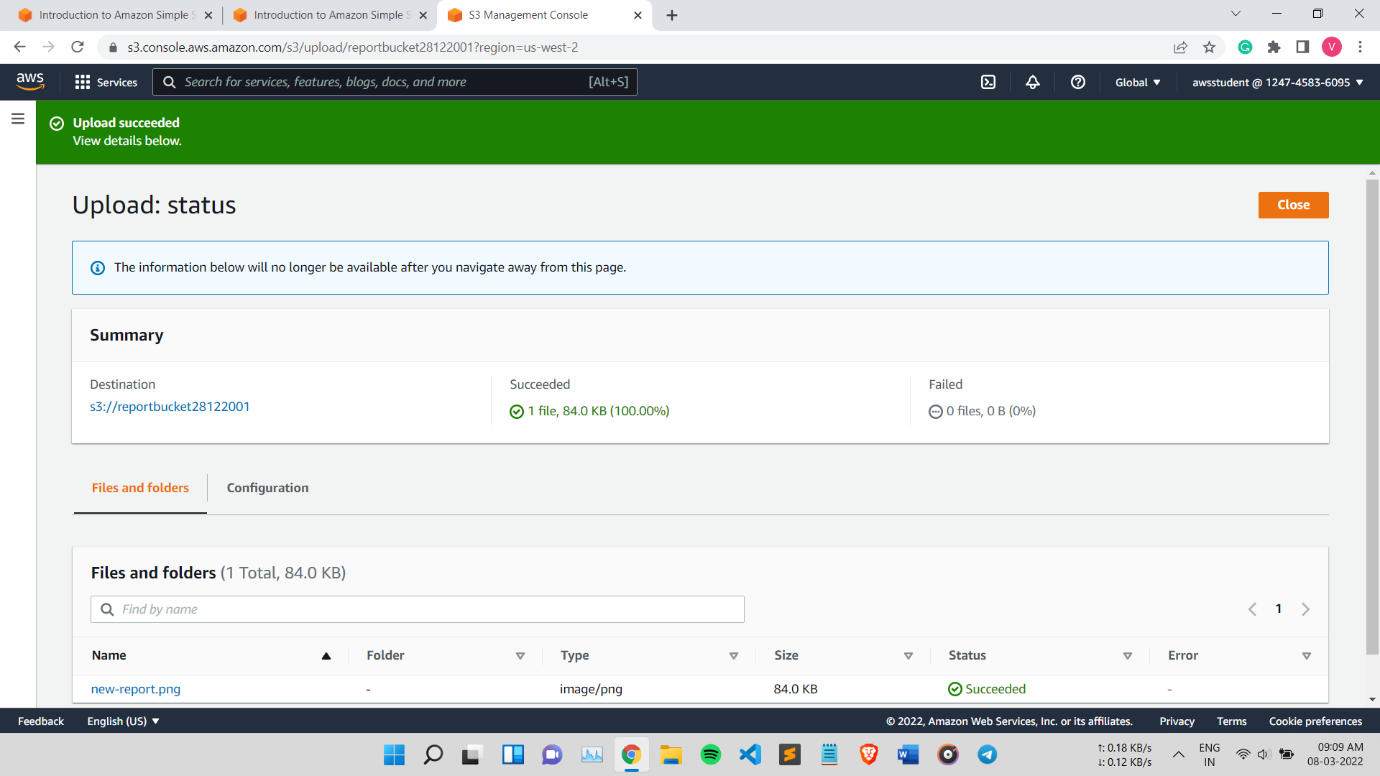 Introduction to Amazon Simple S
Introduction to Amazon Simple S
S3 Management Console
s3.console.aws.amazon.com/s3/upload/reportbucket28122001?region=us-west-2
V
aws
Services
Search for services, features, blogs, docs, and more
[Alt+S]
Global
awsstudent @ 1247-4583-6095
Upload succeeded
View details below.
Upload: status
Close
The information below will no longer be available after you navigate away from this page.
Summary
Destination
s3://reportbucket28122001
Succeeded
1 file, 84.0 KB (100.00%)
Failed
0 files, 0 B (0%)
Files and folders
Configuration
Files and folders (1 Total, 84.0 KB)
Find by name
1
Name Folder Type Size Status Error
new-report.png - image/png 84.0 KB Succeeded -
Feedback English (US) © 2022, Amazon Web Services, Inc. or its affiliates. Privacy Terms Cookie preferences
↑: 0.18 KB/s
↓: 0.12 KB/s
ENG
IN
09:09 AM
08-03-2022